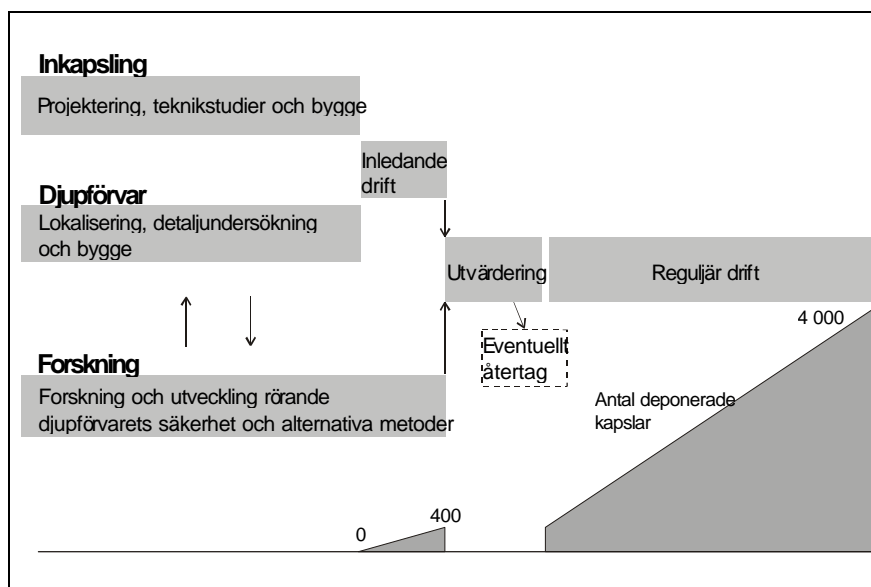 Inkapsling
Projektering, teknikstudier och bygge
Inledande
drift
Djupförvar
Lokalisering, detaljundersökning
och bygge
Utvärdering
Reguljär drift
4 000
Eventuellt
återtag
Forskning
Forskning och utveckling rörande
djupförvarets säkerhet och alternativa metoder
Antal deponerade
kapslar
0
400